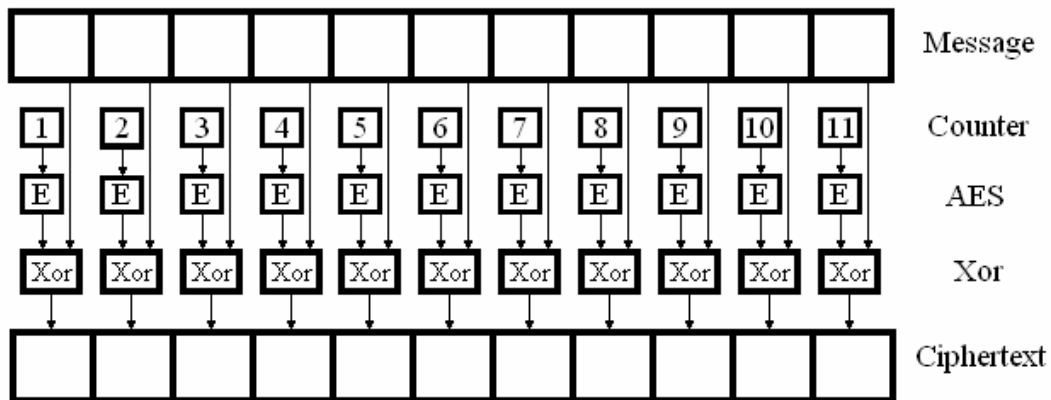 Message
1 2 3 4 5 6 7 8 9 10 11 Counter
E E E E E E E E E E E AES
Xor Xor Xor Xor Xor Xor Xor Xor Xor Xor Xor Xor
Ciphertext